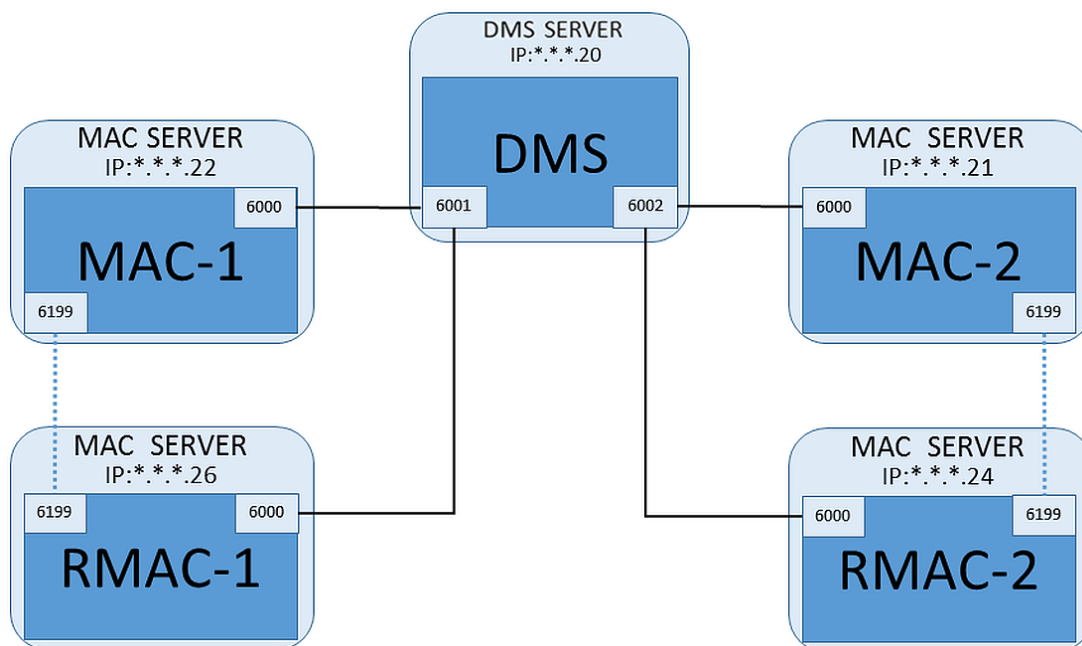 DMS SERVER
IP:*.*.*.20
DMS
6001
6002
MAC SERVER
IP:*.*.*.22
6000
MAC-1
6199
MAC SERVER
IP:*.*.*.21
6000
MAC-2
6199
MAC SERVER
IP:*.*.*.26
6199
6000
RMAC-1
MAC SERVER
IP:*.*.*.24
6000
6199
RMAC-2